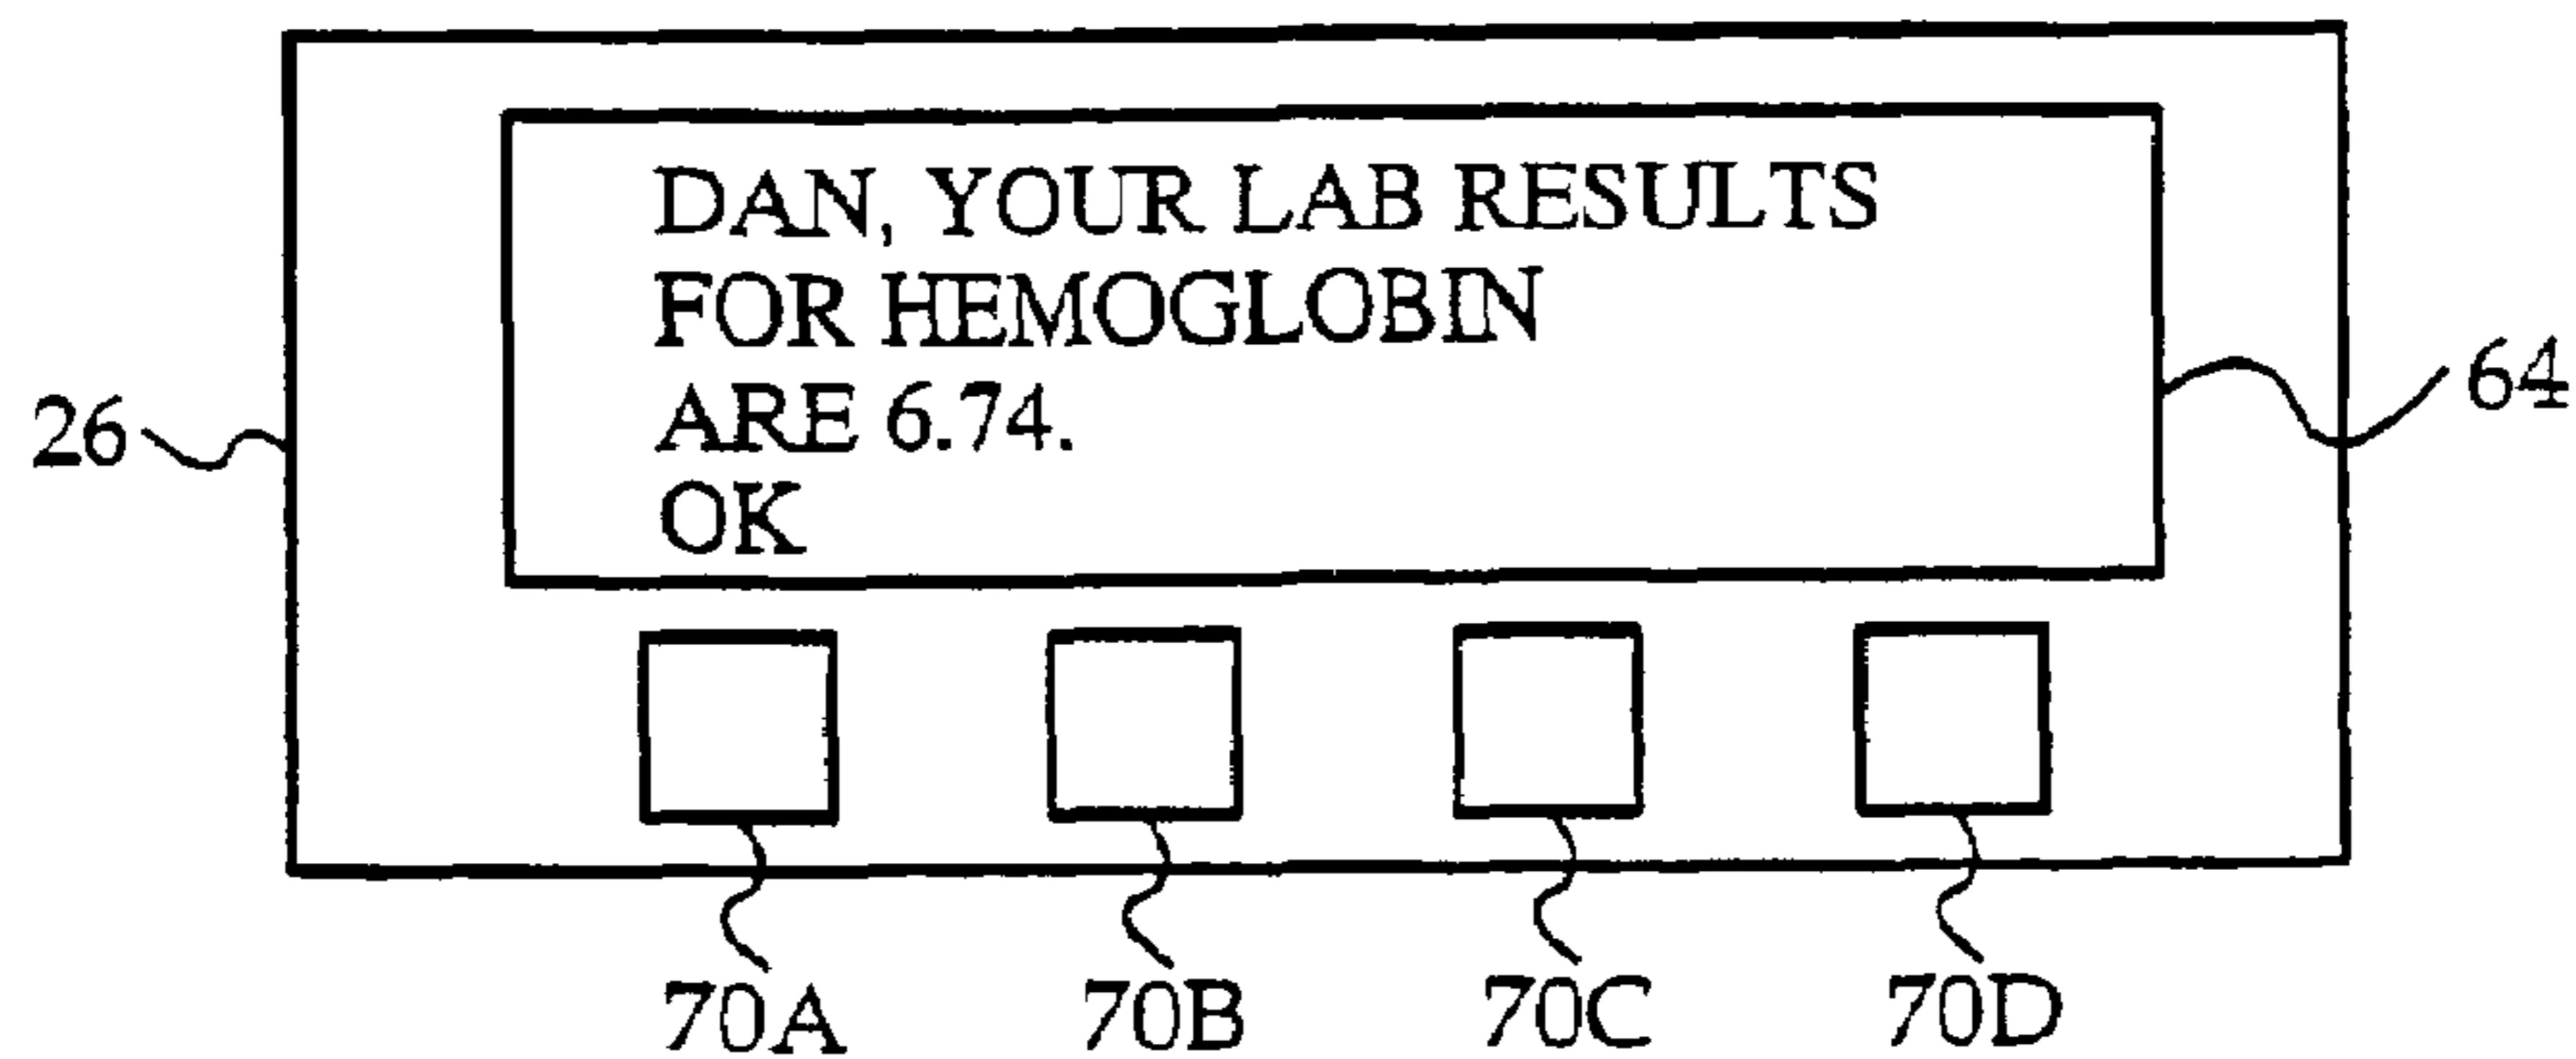 DAN, YOUR LAB RESULTS
FOR HEMOGLOBIN
ARE 6.74.
OK
26
64
70A 70B 70C 70D